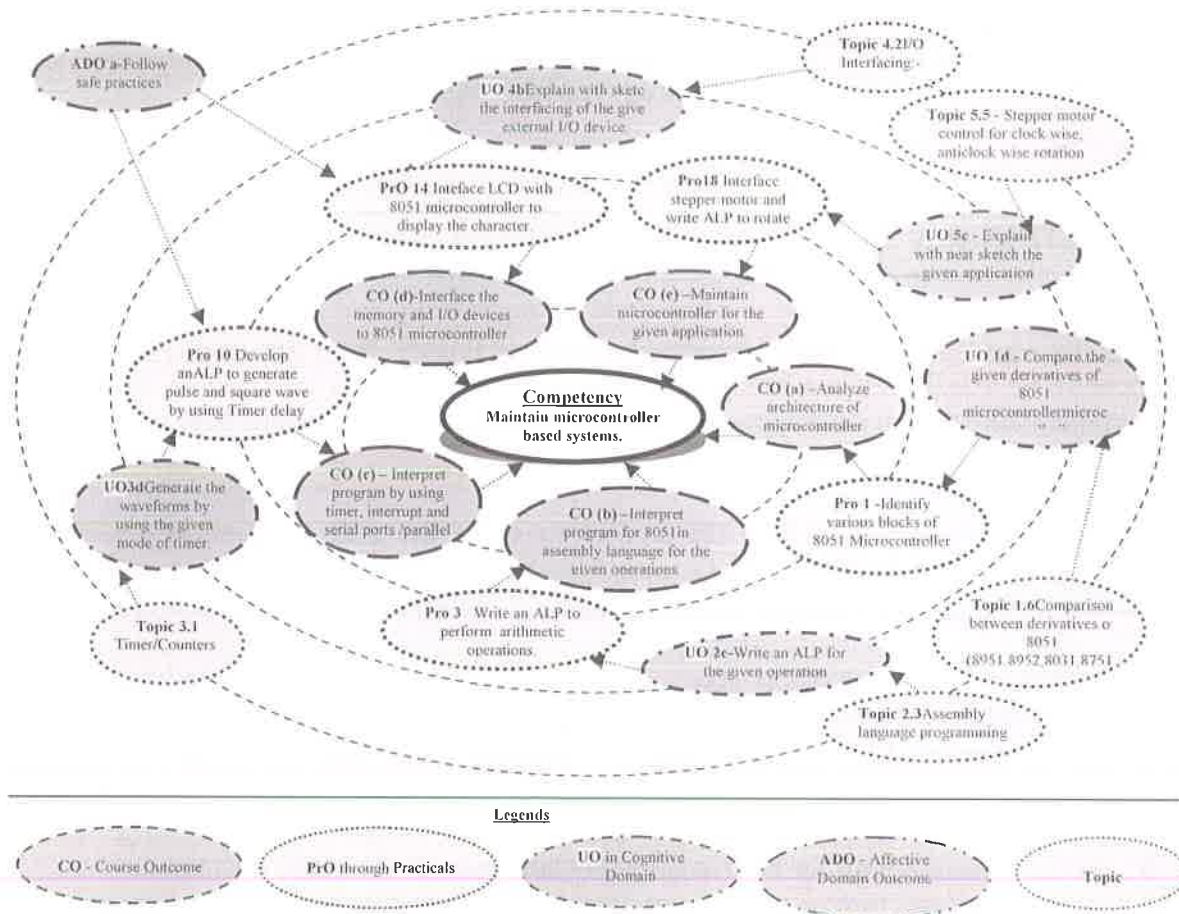 ADO a-Follow
safe practices
Topic 4.2I/O
Interfacing:-
UO 4bExplain with sketc
the interfacing of the give
external I/O device
Topic 5.5 - Stepper motor
control for clock wise,
anticlock wise rotation
PrO 14 Inteface LCD with
8051 microcontroller to
display the character.
Pro18 Interface
stepper motor and
write ALP to rotate
UO 5c - Explain
with neat sketch the
given application
CO (d)-Interface the
memory and I/O devices
to 8051 microcontroller
CO (e) –Maintain
microcontroller for the
given application
Pro 10 Develop
anALP to generate
pulse and square wave
by using Timer delay
UO 1d - Compare the
given derivatives of
8051
microcontrollermicroc
Competency
Maintain microcontroller
based systems.
CO (a) –Analyze
architecture of
microcontroller
UO3dGenerate the
waveforms by
using the given
mode of timer.
CO (c) – Interpret
program by using
timer, interrupt and
serial ports /parallel
CO (b) –Interpret
program for 8051in
assembly language for the
given operations
Pro 1 -Identify
various blocks of
8051 Microcontroller
Topic 3.1
Timer/Counters
Pro 3 Write an ALP to
perform arithmetic
operations.
UO 2c-Write an ALP for
the given operation
Topic 1.6Comparison
between derivatives o
8051
(8951,8952,8031,8751
Topic 2.3Assembly
language programming
Legends
CO - Course Outcome
PrO through Practicals
UO in Cognitive
Domain
ADO - Affective
Domain Outcome
Topic